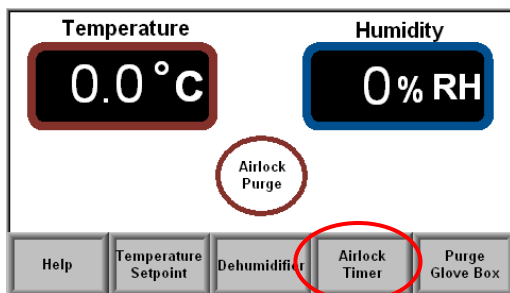 Temperature
Humidity
0.0°C
0% RH
Airlock
Purge
Help
Temperature
Setpoint
Dehumidifier
Airlock
Timer
Purge
Glove Box